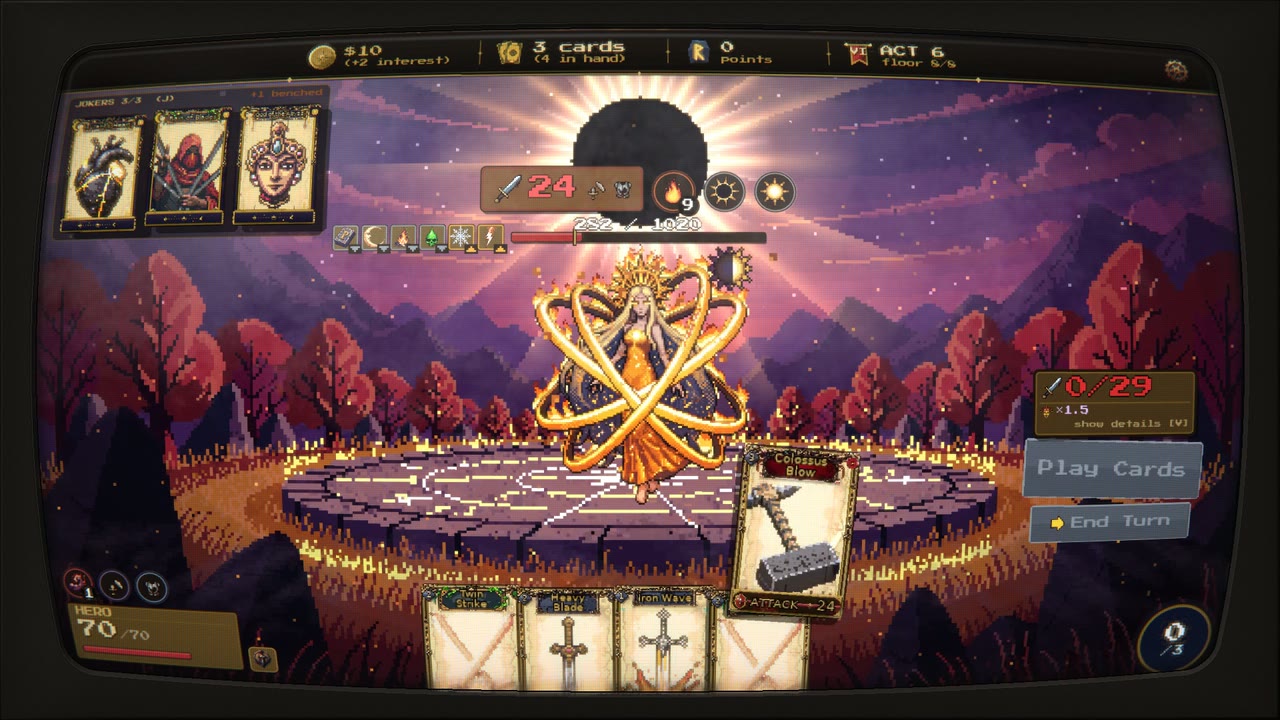 $10
(+2 interest)
3 cards
(4 in hand)
0
points
ACT 6
floor 8/8
JOKERS 3/3 (J)
+1 benched
24
9
282 / 1020
0/29
×1.5
show details [V]
Play Cards
End Turn
Colossus
Blow
ATTACK 24
Twin
Strike
Heavy
Blade
Iron Wave
1
HERO
70 /70
0
/3